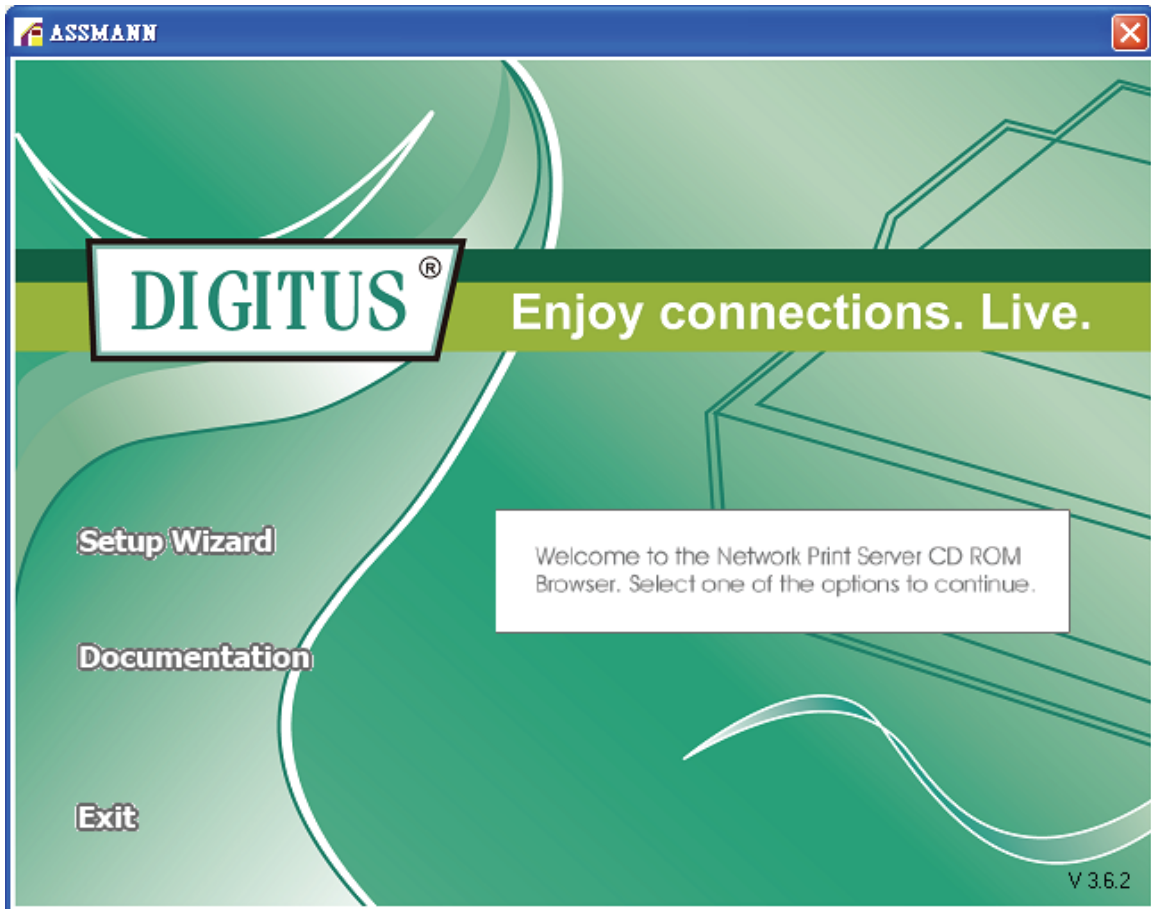 ASSMANN
DIGITUS®
Enjoy connections. Live.
Setup Wizard
Welcome to the Network Print Server CD ROM
Browser. Select one of the options to continue.
Documentation
Exit
V 3.6.2